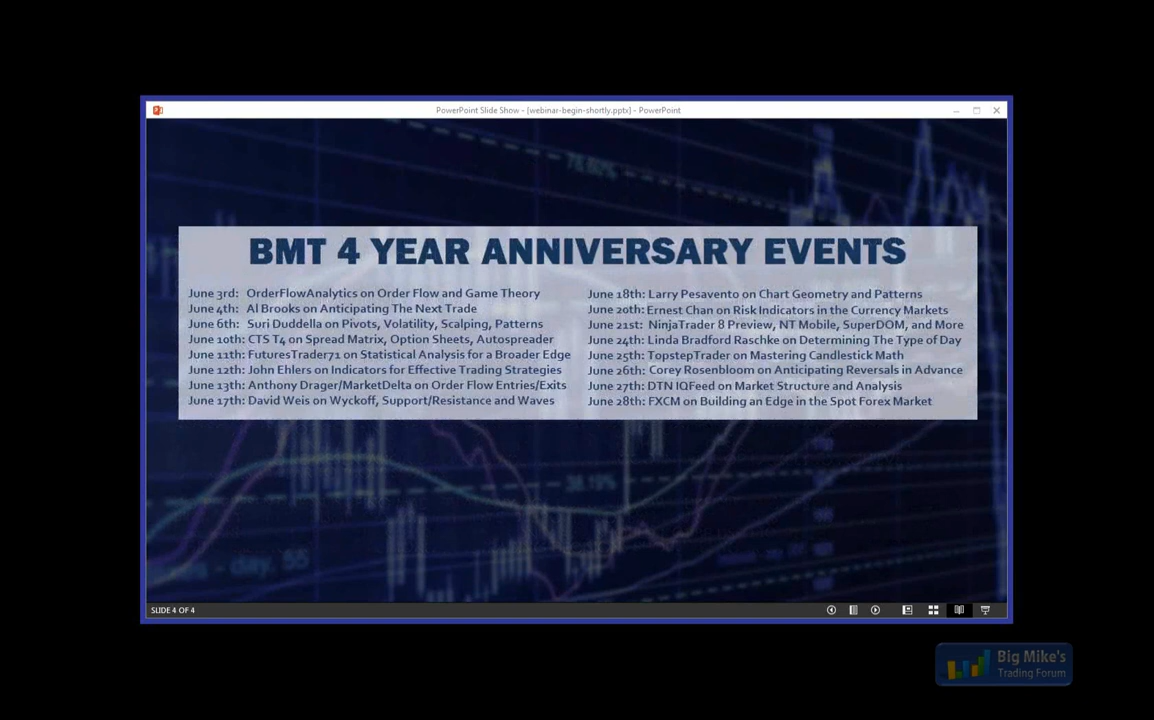 PowerPoint Slide Show - [webinar-begin-shortly.pptx] - PowerPoint
78.60%
BMT 4 YEAR ANNIVERSARY EVENTS
June 3rd: OrderFlowAnalytics on Order Flow and Game Theory
June 4th: Al Brooks on Anticipating The Next Trade
June 6th: Suri Duddella on Pivots, Volatility, Scalping, Patterns
June 10th: CTS T4 on Spread Matrix, Option Sheets, Autospreader
June 11th: FuturesTrader71 on Statistical Analysis for a Broader Edge
June 12th: John Ehlers on Indicators for Effective Trading Strategies
June 13th: Anthony Drager/MarketDelta on Order Flow Entries/Exits
June 17th: David Weis on Wyckoff, Support/Resistance and Waves
June 18th: Larry Pesavento on Chart Geometry and Patterns
June 20th: Ernest Chan on Risk Indicators in the Currency Markets
June 21st: NinjaTrader 8 Preview, NT Mobile, SuperDOM, and More
June 24th: Linda Bradford Raschke on Determining The Type of Day
June 25th: TopstepTrader on Mastering Candlestick Math
June 26th: Corey Rosenbloom on Anticipating Reversals in Advance
June 27th: DTN IQFeed on Market Structure and Analysis
June 28th: FXCM on Building an Edge in the Spot Forex Market
38.19%
- day, 55
SLIDE 4 OF 4
Big Mike's
Trading Forum